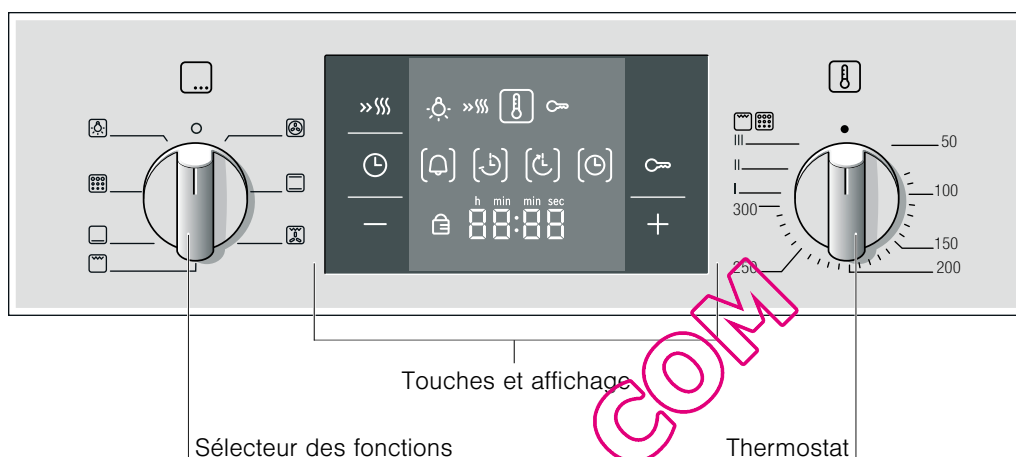 h min min sec
88:88
III
II
I
300
250
50
100
150
200
Touches et affichage
Sélecteur des fonctions
Thermostat
COM